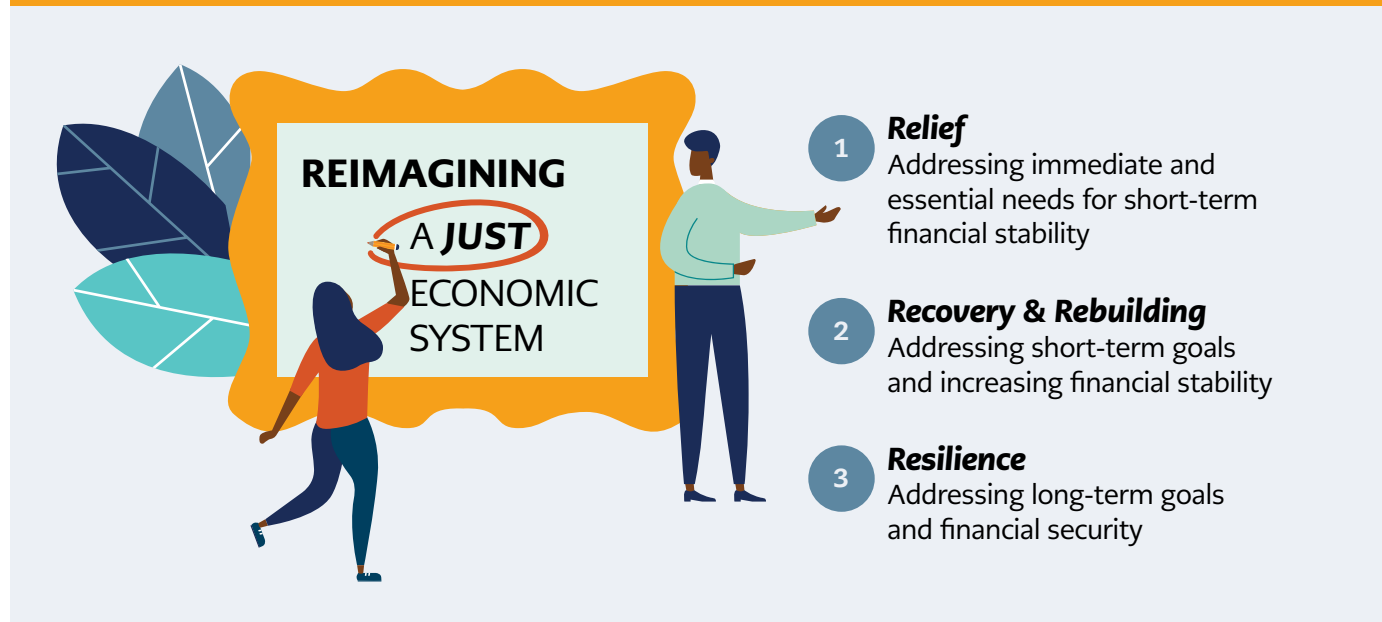 REIMAGINING
A JUST
ECONOMIC
SYSTEM
1
Relief
Addressing immediate and
essential needs for short-term
financial stability
2
Recovery & Rebuilding
Addressing short-term goals
and increasing financial stability
3
Resilience
Addressing long-term goals
and financial security